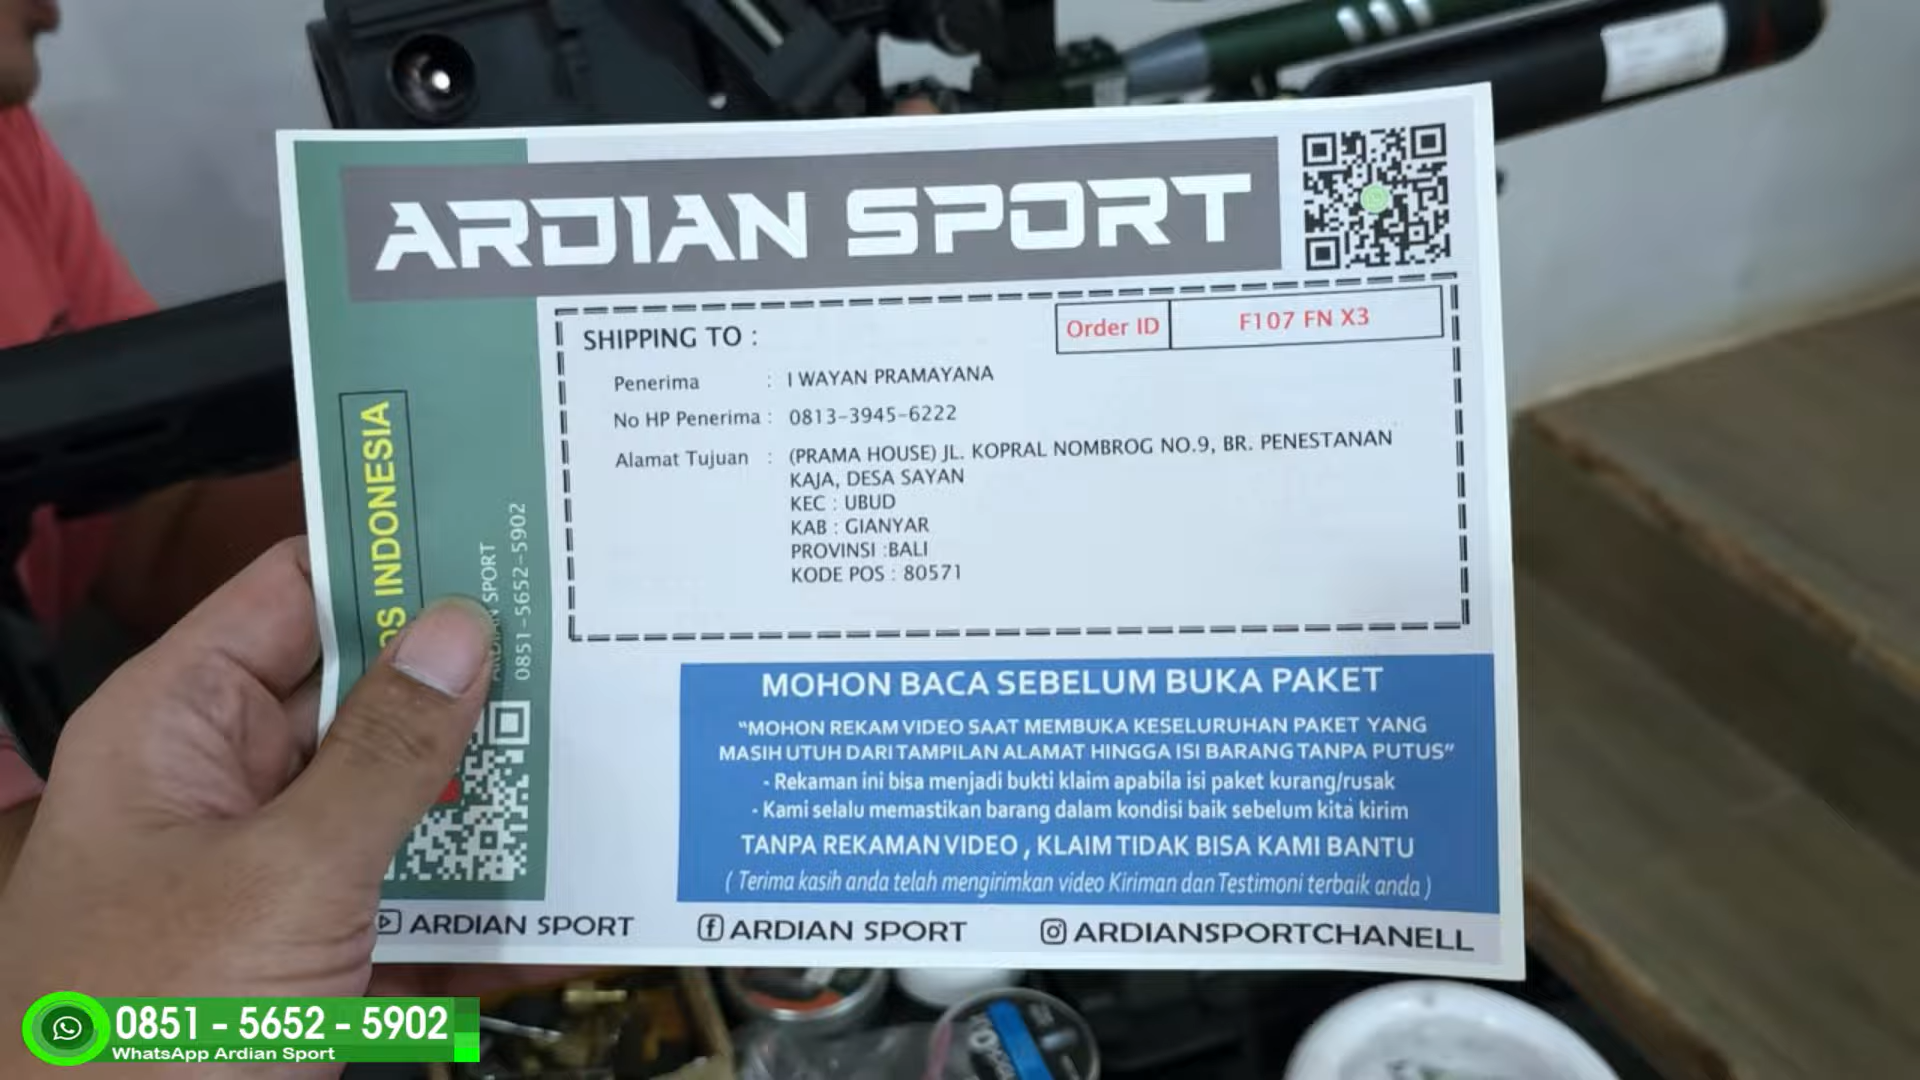 ARDIAN SPORT
SHIPPING TO :
Order ID
F107 FN X3
Penerima : I WAYAN PRAMAYANA
No HP Penerima : 0813-3945-6222
Alamat Tujuan : (PRAMA HOUSE) JL. KOPRAL NOMBROG NO.9, BR. PENESTANAN
KAJA, DESA SAYAN
KEC : UBUD
KAB : GIANYAR
PROVINSI :BALI
KODE POS : 80571
INDONESIA
ARDIAN SPORT
0851-5652-5902
MOHON BACA SEBELUM BUKA PAKET
“MOHON REKAM VIDEO SAAT MEMBUKA KESELURUHAN PAKET YANG
MASIH UTUH DARI TAMPILAN ALAMAT HINGGA ISI BARANG TANPA PUTUS”
- Rekaman ini bisa menjadi bukti klaim apabila isi paket kurang/rusak
- Kami selalu memastikan barang dalam kondisi baik sebelum kita kirim
TANPA REKAMAN VIDEO , KLAIM TIDAK BISA KAMI BANTU
( Terima kasih anda telah mengirimkan video Kiriman dan Testimoni terbaik anda )
ARDIAN SPORT
ARDIAN SPORT
ARDIANSPORTCHANELL
0851 - 5652 - 5902
WhatsApp Ardian Sport